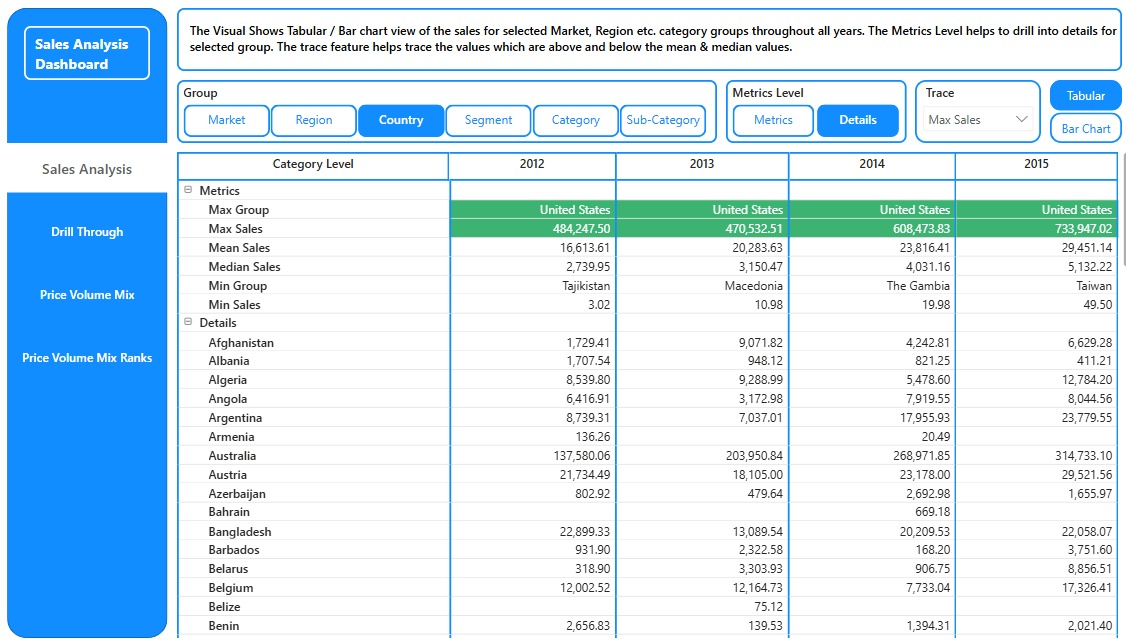 Sales Analysis
Dashboard
The Visual Shows Tabular / Bar chart view of the sales for selected Market, Region etc. category groups throughout all years. The Metrics Level helps to drill into details for
selected group. The trace feature helps trace the values which are above and below the mean & median values.
Group
Market Region Country Segment Category Sub-Category
Metrics Level
Metrics Details
Trace
Max Sales
Tabular
Bar Chart
Sales Analysis
Drill Through
Price Volume Mix
Price Volume Mix Ranks
Category Level 2012 2013 2014 2015
Metrics
Max Group United States United States United States United States
Max Sales 484,247.50 470,532.51 608,473.83 733,947.02
Mean Sales 16,613.61 20,283.63 23,816.41 29,451.14
Median Sales 2,739.95 3,150.47 4,031.16 5,132.22
Min Group Tajikistan Macedonia The Gambia Taiwan
Min Sales 3.02 10.98 19.98 49.50
Details
Afghanistan 1,729.41 9,071.82 4,242.81 6,629.28
Albania 1,707.54 948.12 821.25 411.21
Algeria 8,539.80 9,288.99 5,478.60 12,784.20
Angola 6,416.91 3,172.98 7,919.55 8,044.56
Argentina 8,739.31 7,037.01 17,955.93 23,779.55
Armenia 136.26 20.49
Australia 137,580.06 203,950.84 268,971.85 314,733.10
Austria 21,734.49 18,105.00 23,178.00 29,521.56
Azerbaijan 802.92 479.64 2,692.98 1,655.97
Bahrain 669.18
Bangladesh 22,899.33 13,089.54 20,209.53 22,058.07
Barbados 931.90 2,322.58 168.20 3,751.60
Belarus 318.90 3,303.93 906.75 8,856.51
Belgium 12,002.52 12,164.73 7,733.04 17,326.41
Belize 75.12
Benin 2,656.83 139.53 1,394.31 2,021.40